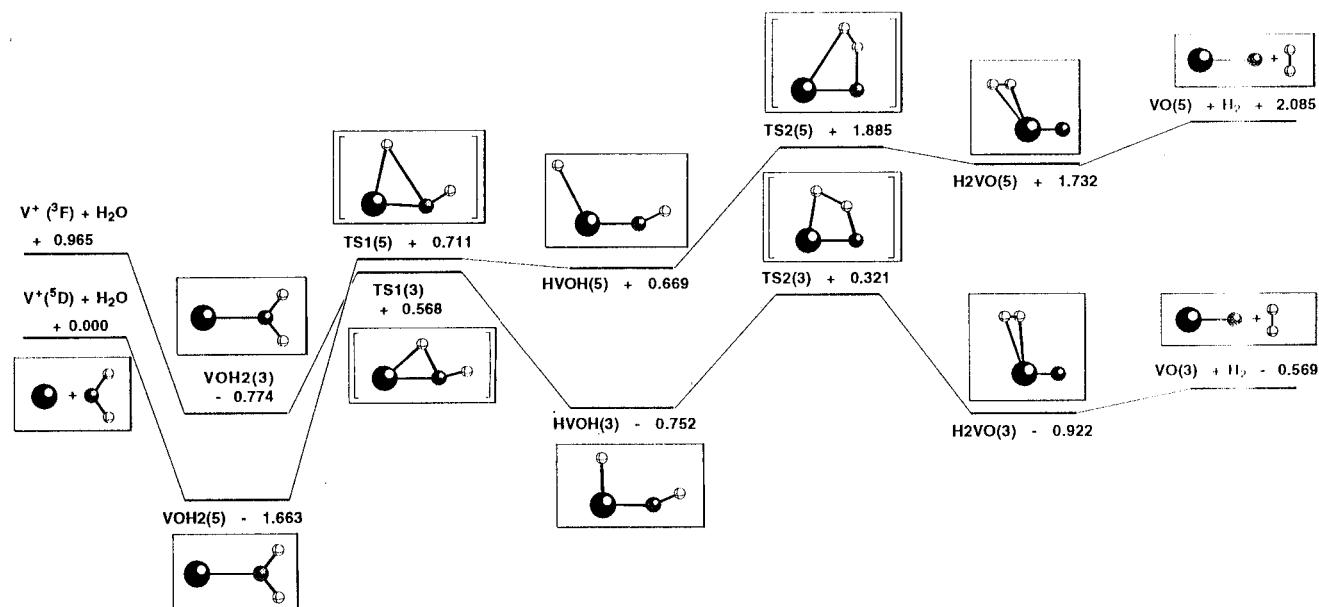 TS2(5) + 1.885
VO(5) + H2 + 2.085
H2VO(5) + 1.732
V+ (3F) + H2O
+ 0.965
TS1(5) + 0.711
HVOH(5) + 0.669
TS2(3) + 0.321
V+(5D) + H2O
+ 0.000
TS1(3)
+ 0.568
VOH2(3)
- 0.774
+
HVOH(3) - 0.752
H2VO(3) - 0.922
+
VO(3) + H2 - 0.569
+
VOH2(5) - 1.663